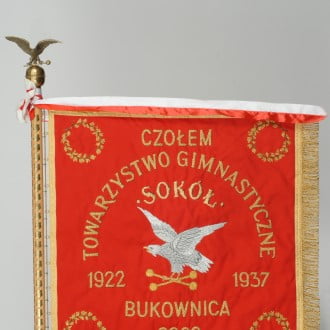 CZOŁEM
TOWARZYSTWO GIMNASTYCZNE
"SOKÓŁ"
1922 1937
BUKOWNICA